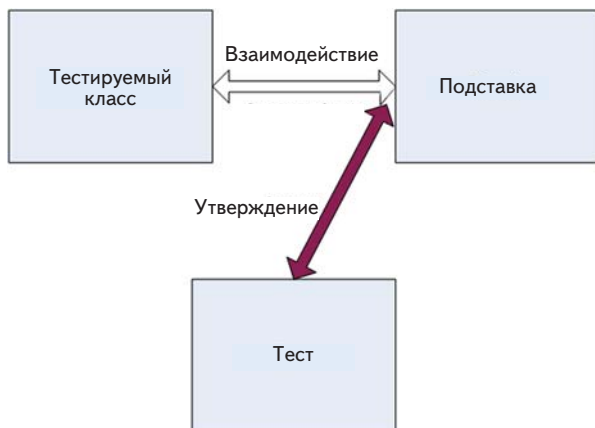 Взаимодействие
Тестируемый
класс
Подставка
Утверждение
Тест